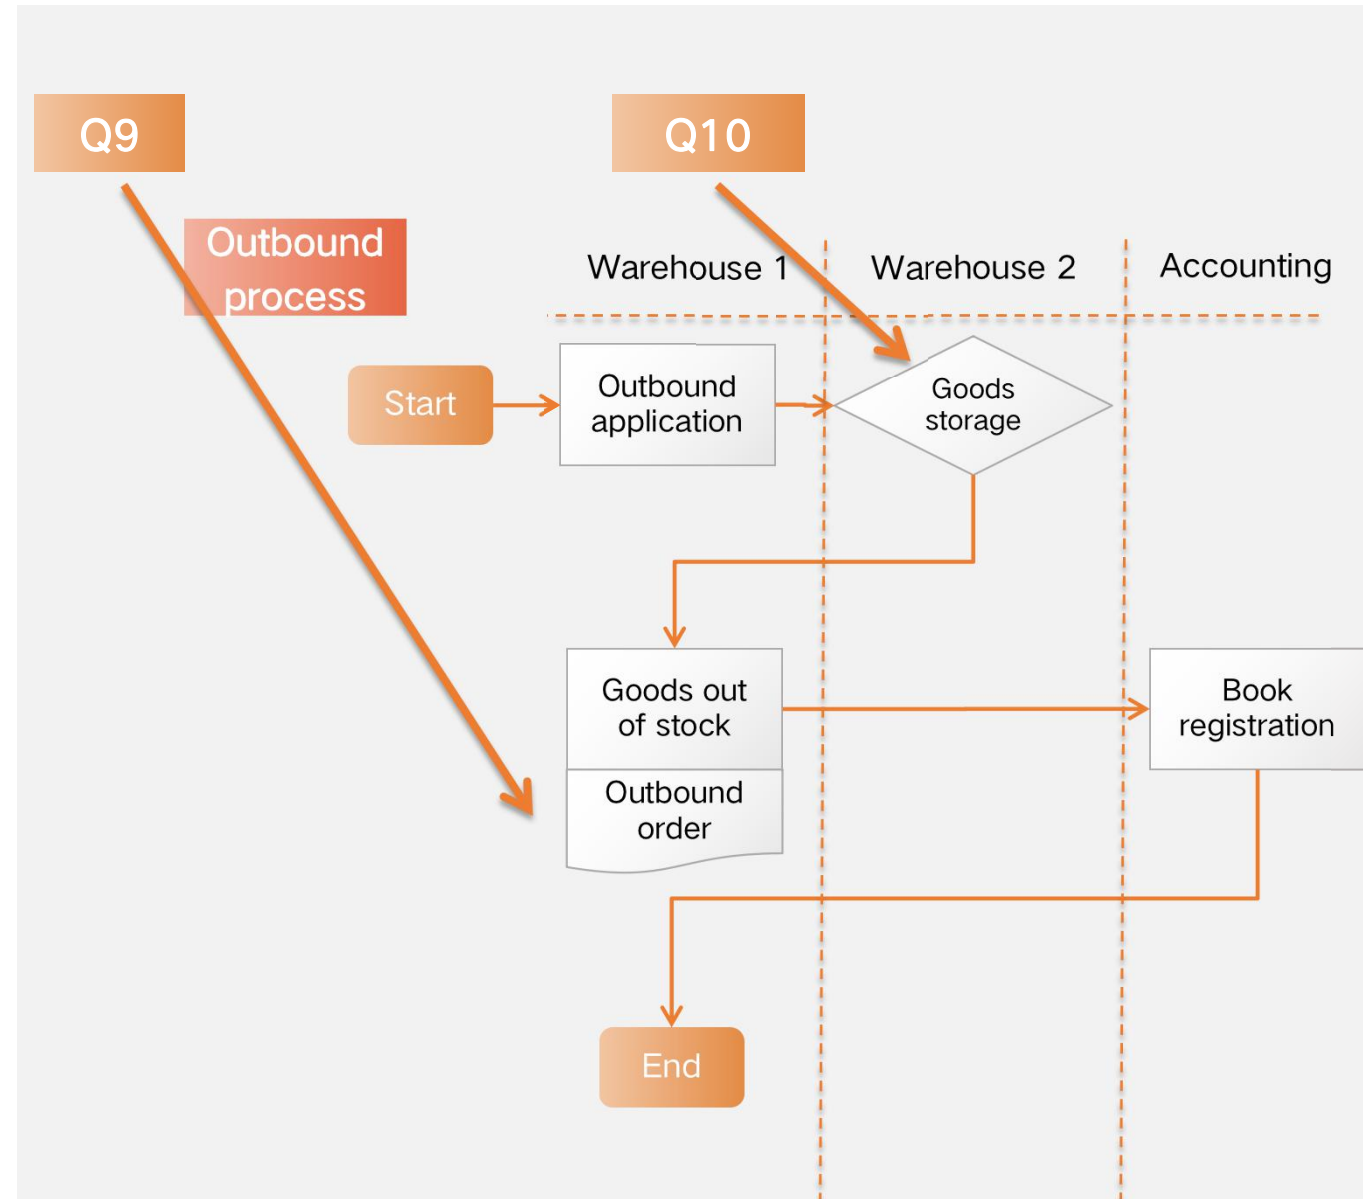 Q9
Q10
Outbound
process
Warehouse 1
Warehouse 2
Accounting
Start
Outbound
application
Goods
storage
Goods out
of stock
Book
registration
Outbound
order
End